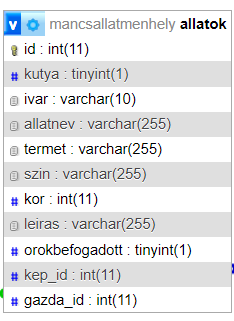 v mancsallatmenhely allatok
id : int(11)
# kutya : tinyint(1)
ivar : varchar(10)
allatnev : varchar(255)
termet : varchar(255)
szin : varchar(255)
# kor : int(11)
leiras : varchar(255)
# orokbefogadott : tinyint(1)
# kep_id : int(11)
# gazda_id : int(11)